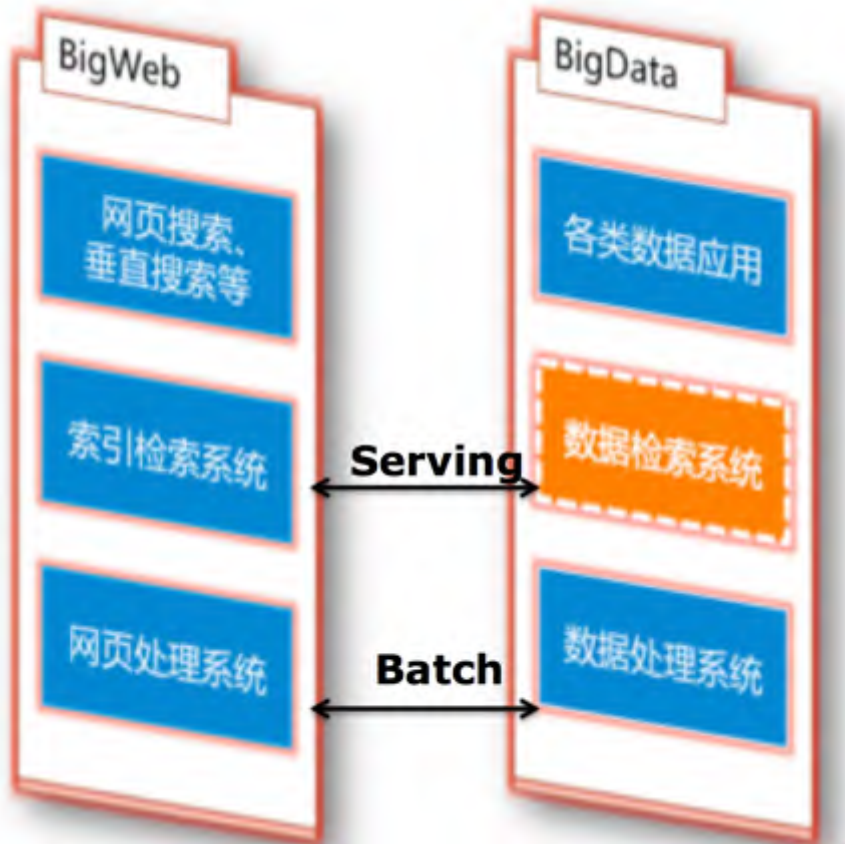 BigWeb
网页搜索、
垂直搜索等
索引检索系统
网页处理系统
Serving
Batch
BigData
各类数据应用
数据检索系统
数据处理系统